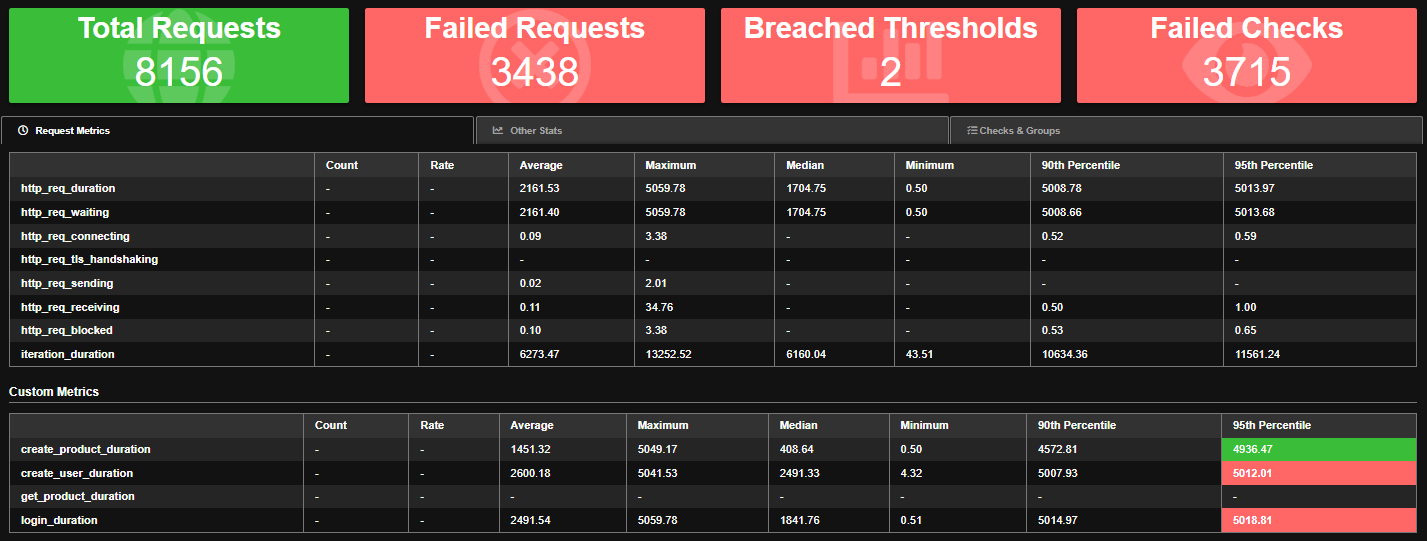 Total Requests Failed Requests Breached Thresholds Failed Checks
8156 3438 2 3715
Request Metrics Other Stats Checks & Groups
Count Rate Average Maximum Median Minimum 90th Percentile 95th Percentile
http_req_duration - - 2161.53 5059.78 1704.75 0.50 5008.78 5013.97
http_req_waiting - - 2161.40 5059.78 1704.75 0.50 5008.66 5013.68
http_req_connecting - - 0.09 3.38 - - 0.52 0.59
http_req_tls_handshaking - - - - - - - -
http_req_sending - - 0.02 2.01 - - - -
http_req_receiving - - 0.11 34.76 - - 0.50 1.00
http_req_blocked - - 0.10 3.38 - - 0.53 0.65
iteration_duration - - 6273.47 13252.52 6160.04 43.51 10634.36 11561.24
Custom Metrics
Count Rate Average Maximum Median Minimum 90th Percentile 95th Percentile
create_product_duration - - 1451.32 5049.17 408.64 0.50 4572.81 4936.47
create_user_duration - - 2600.18 5041.53 2491.33 4.32 5007.93 5012.01
get_product_duration - - - - - - - -
login_duration - - 2491.54 5059.78 1841.76 0.51 5014.97 5018.81